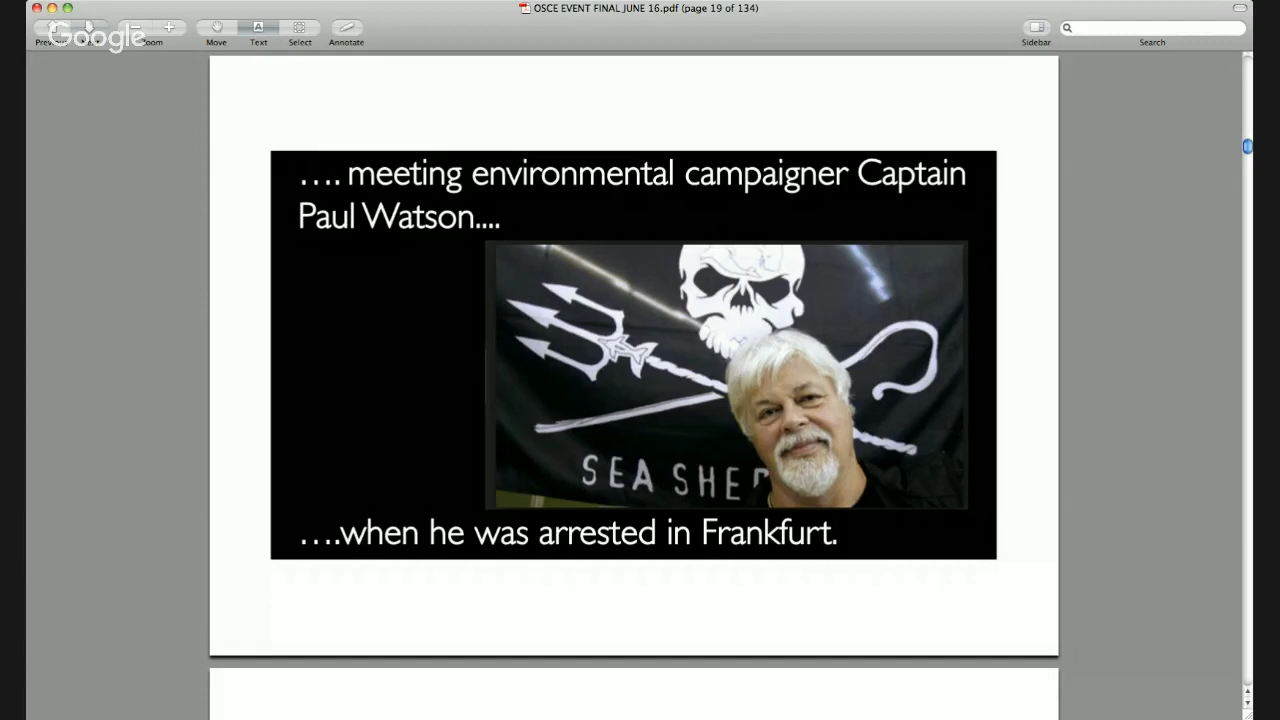 OSCE EVENT FINAL JUNE 16.pdf (page 19 of 134)
Google
Zoom
Move
Text
Select
Annotate
Sidebar
Search
.... meeting environmental campaigner Captain
Paul Watson....
SEA SHE
....when he was arrested in Frankfurt.